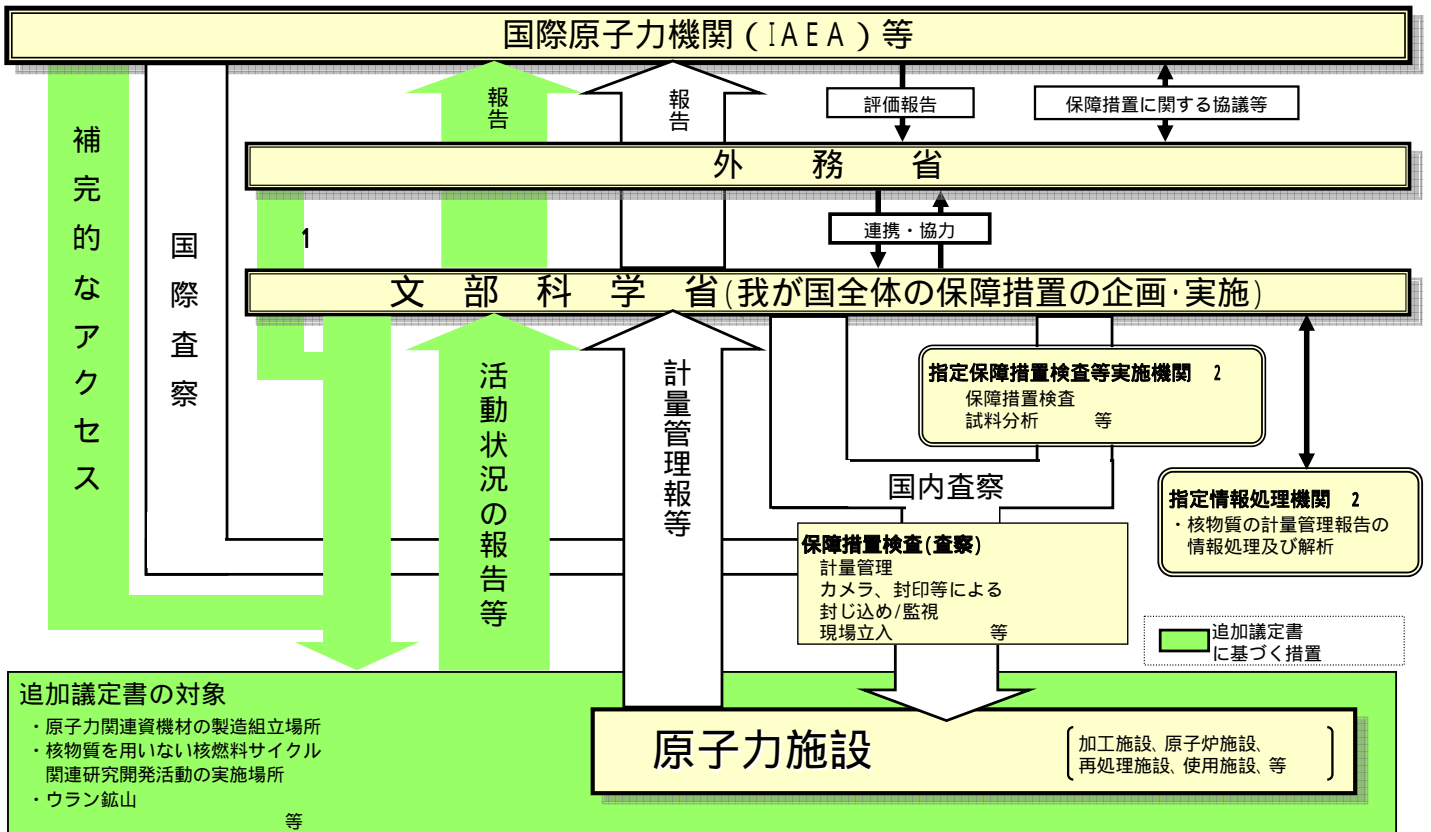 国際原子力機関（IAEA）等
報告
報告
評価報告
保障措置に関する協議等
外務省
補完的なアクセス
国際査察
1
連携・協力
文部科学省(我が国全体の保障措置の企画･実施)
活動状況の報告等
計量管理報等
指定保障措置検査等実施機関 2
保障措置検査
試料分析 等
国内査察
指定情報処理機関 2
・核物質の計量管理報告の
情報処理及び解析
保障措置検査(査察)
計量管理
カメラ、封印等による
封じ込め/監視
現場立入 等
追加議定書
に基づく措置
追加議定書の対象
・原子力関連資機材の製造組立場所
・核物質を用いない核燃料サイクル
関連研究開発活動の実施場所
・ウラン鉱山
等
原子力施設
加工施設、原子炉施設、
再処理施設、使用施設、等